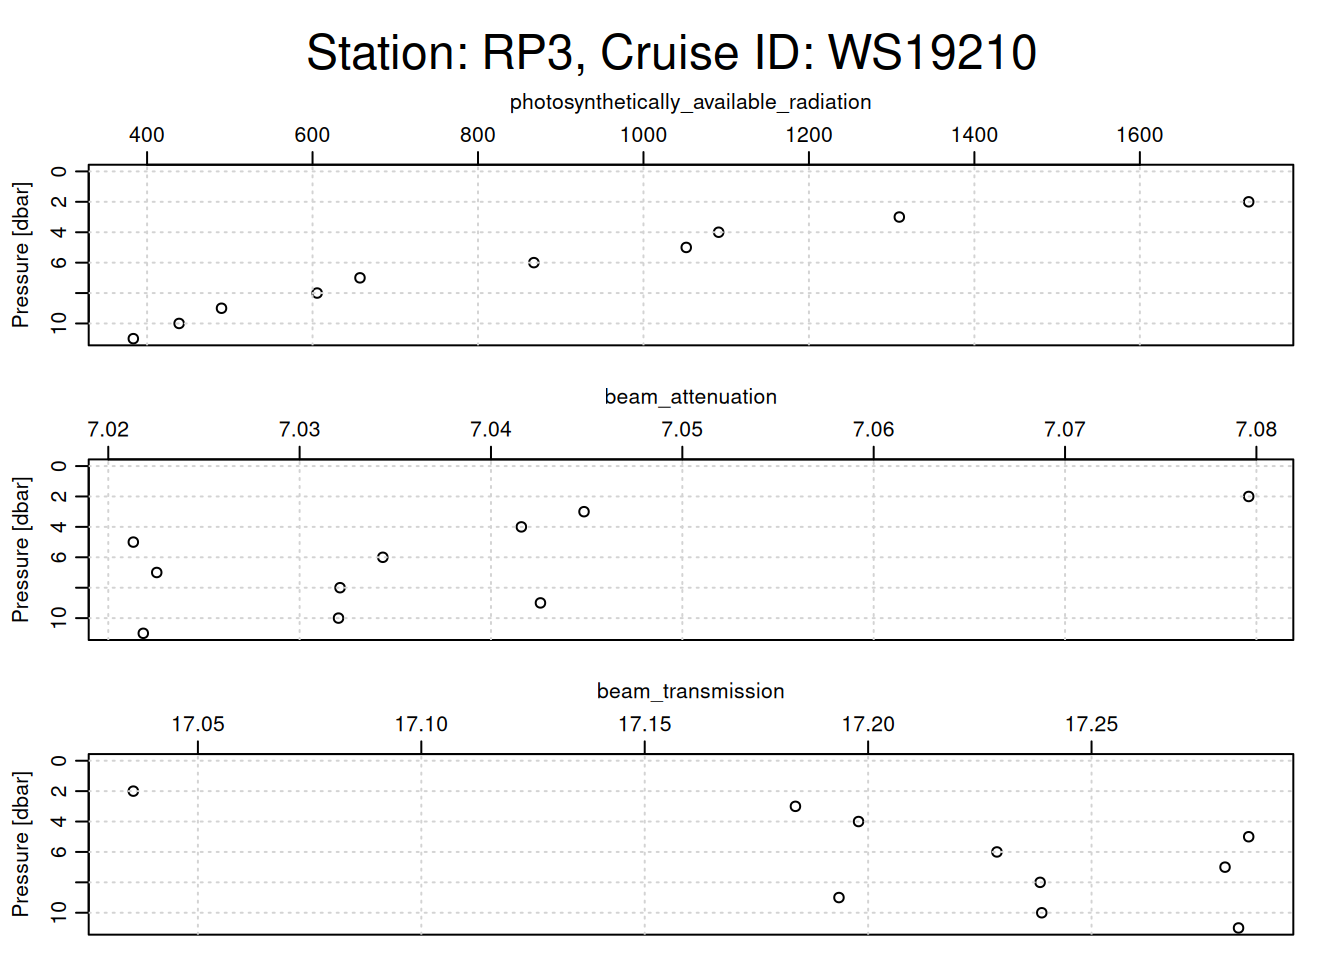 Station: RP3, Cruise ID: WS19210
photosynthetically_available_radiation
400 600 800 1000 1200 1400 1600
Pressure [dbar]
0
2
4
6
10
beam_attenuation
7.02 7.03 7.04 7.05 7.06 7.07 7.08
Pressure [dbar]
0
2
4
6
10
beam_transmission
17.05 17.10 17.15 17.20 17.25
Pressure [dbar]
0
2
4
6
10